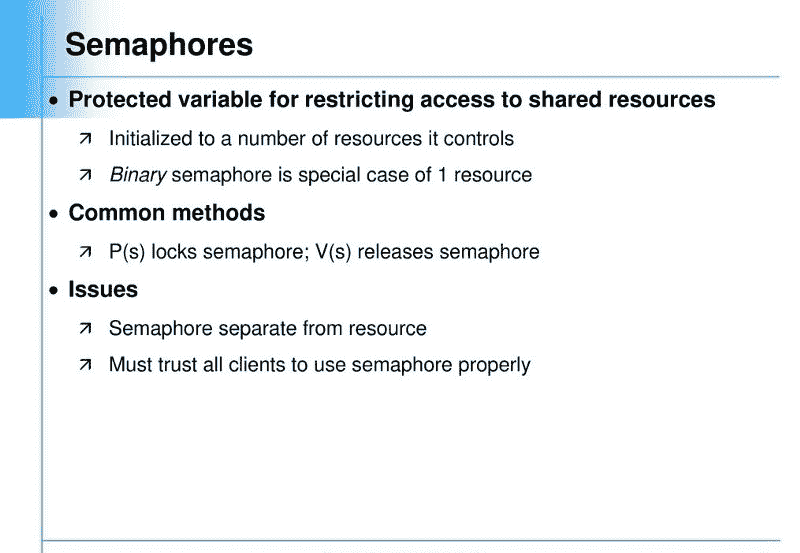 Semaphores
• Protected variable for restricting access to shared resources
Initialized to a number of resources it controls
Binary semaphore is special case of 1 resource
• Common methods
P(s) locks semaphore; V(s) releases semaphore
• Issues
Semaphore separate from resource
Must trust all clients to use semaphore properly